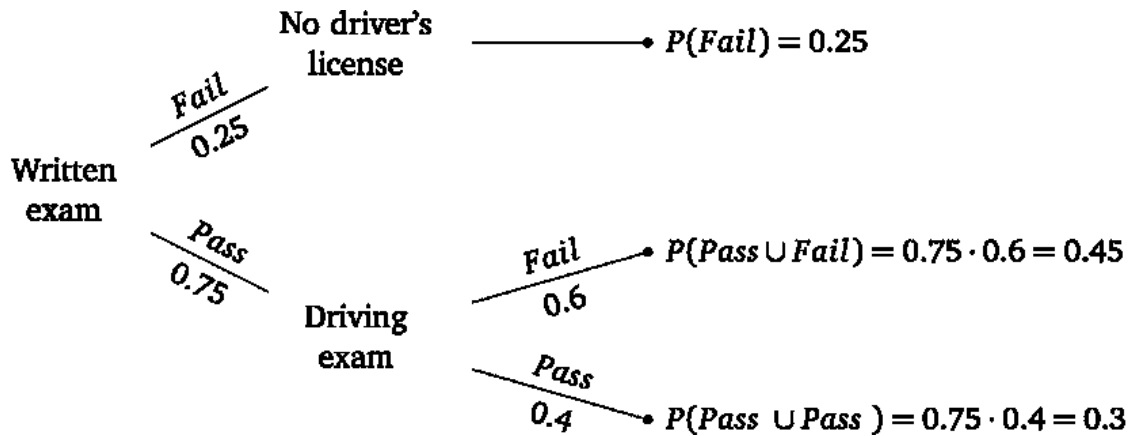 No driver's
license
P(Fail) = 0.25
Fail
0.25
Written
exam
Pass
0.75
Fail
0.6
P(Pass ∪ Fail) = 0.75 · 0.6 = 0.45
Driving
exam
Pass
0.4
P(Pass ∪ Pass ) = 0.75 · 0.4 = 0.3